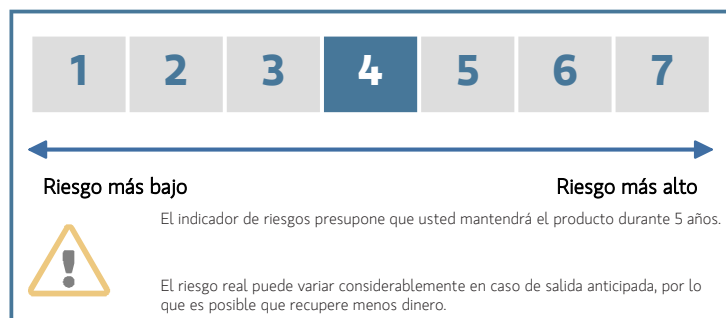 1 2 3 4 5 6 7
Riesgo más bajo Riesgo más alto
El indicador de riesgos presupone que usted mantendrá el producto durante 5 años.
El riesgo real puede variar considerablemente en caso de salida anticipada, por lo
que es posible que recupere menos dinero.